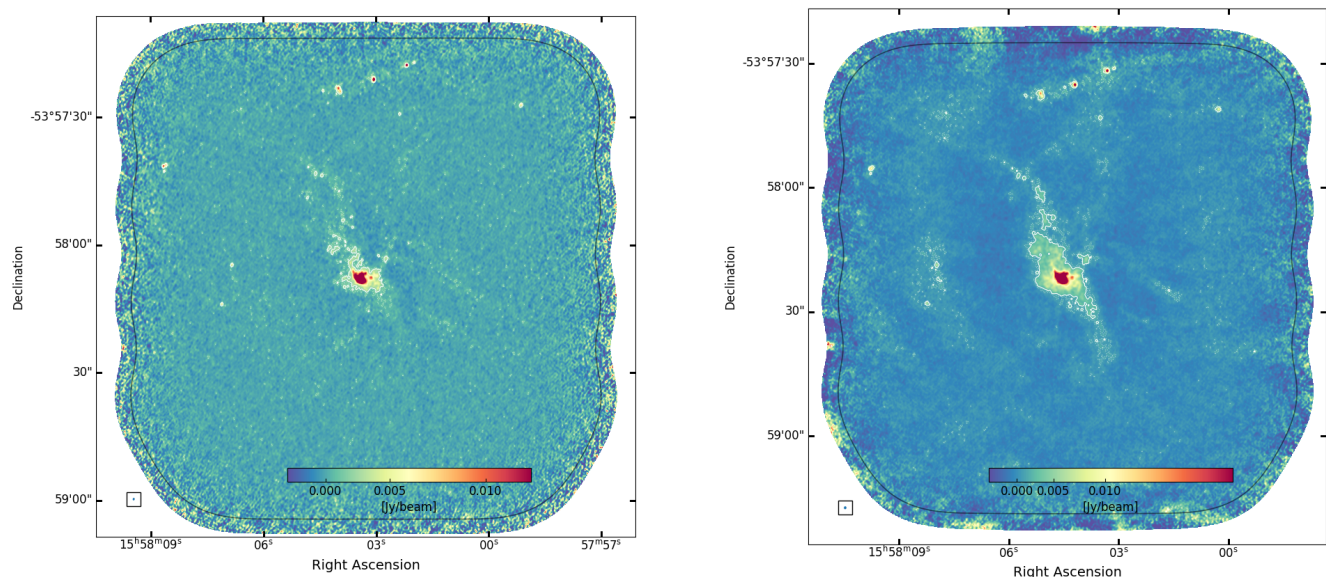 -53°57'30"
58'00"
30"
59'00"
Declination
0.000 0.005 0.010
[Jy/beam]
15ʰ58ᵐ09ˢ 06ˢ 03ˢ 00ˢ 57ᵐ57ˢ
Right Ascension
-53°57'30"
58'00"
30"
59'00"
Declination
0.000 0.005 0.010
[Jy/beam]
15ʰ58ᵐ09ˢ 06ˢ 03ˢ 00ˢ
Right Ascension